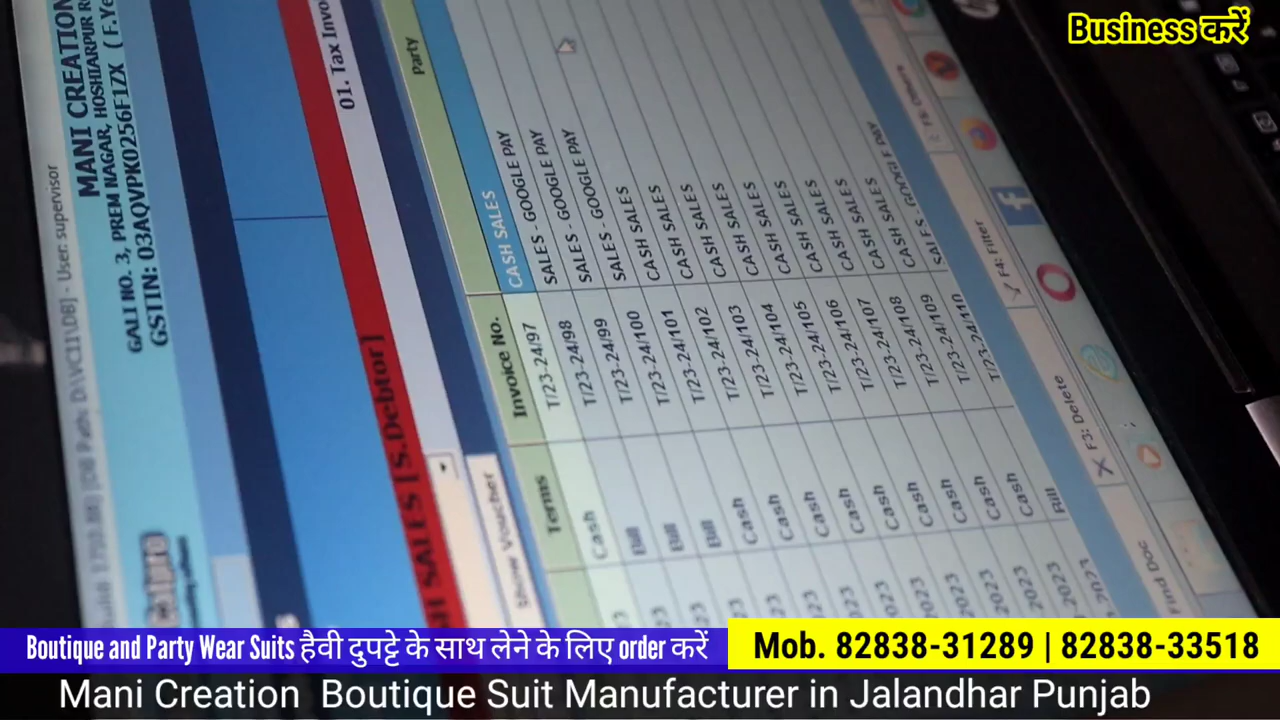 Business करें
- User: supervisor
MANI CREATION
GALI NO. 3, PREM NAGAR, HOSHIARPUR
GSTIN: 03AQVPK0256F1ZX
SALES [S.Debtor]
01. Tax Invo
Show Voucher
Terms Invoice No. Party
Cash T/23-24/97 CASH SALES
Bill T/23-24/98 SALES - GOOGLE PAY
Bill T/23-24/99 SALES - GOOGLE PAY
Bill T/23-24/100 SALES - GOOGLE PAY
Cash T/23-24/101 CASH SALES
Cash T/23-24/102 CASH SALES
Cash T/23-24/103 CASH SALES
Cash T/23-24/104 CASH SALES
Cash T/23-24/105 CASH SALES
Cash T/23-24/106 CASH SALES
Cash T/23-24/107 CASH SALES
Cash T/23-24/108 CASH SALES
Cash T/23-24/109 CASH SALES
Bill T/23-24/110 SALES - GOOGLE PAY
Find Doc F3: Delete F4: Filter F5: Others
Boutique and Party Wear Suits हैवी दुपट्टे के साथ लेने के लिए order करें
Mob. 82838-31289 | 82838-33518
Mani Creation Boutique Suit Manufacturer in Jalandhar Punjab